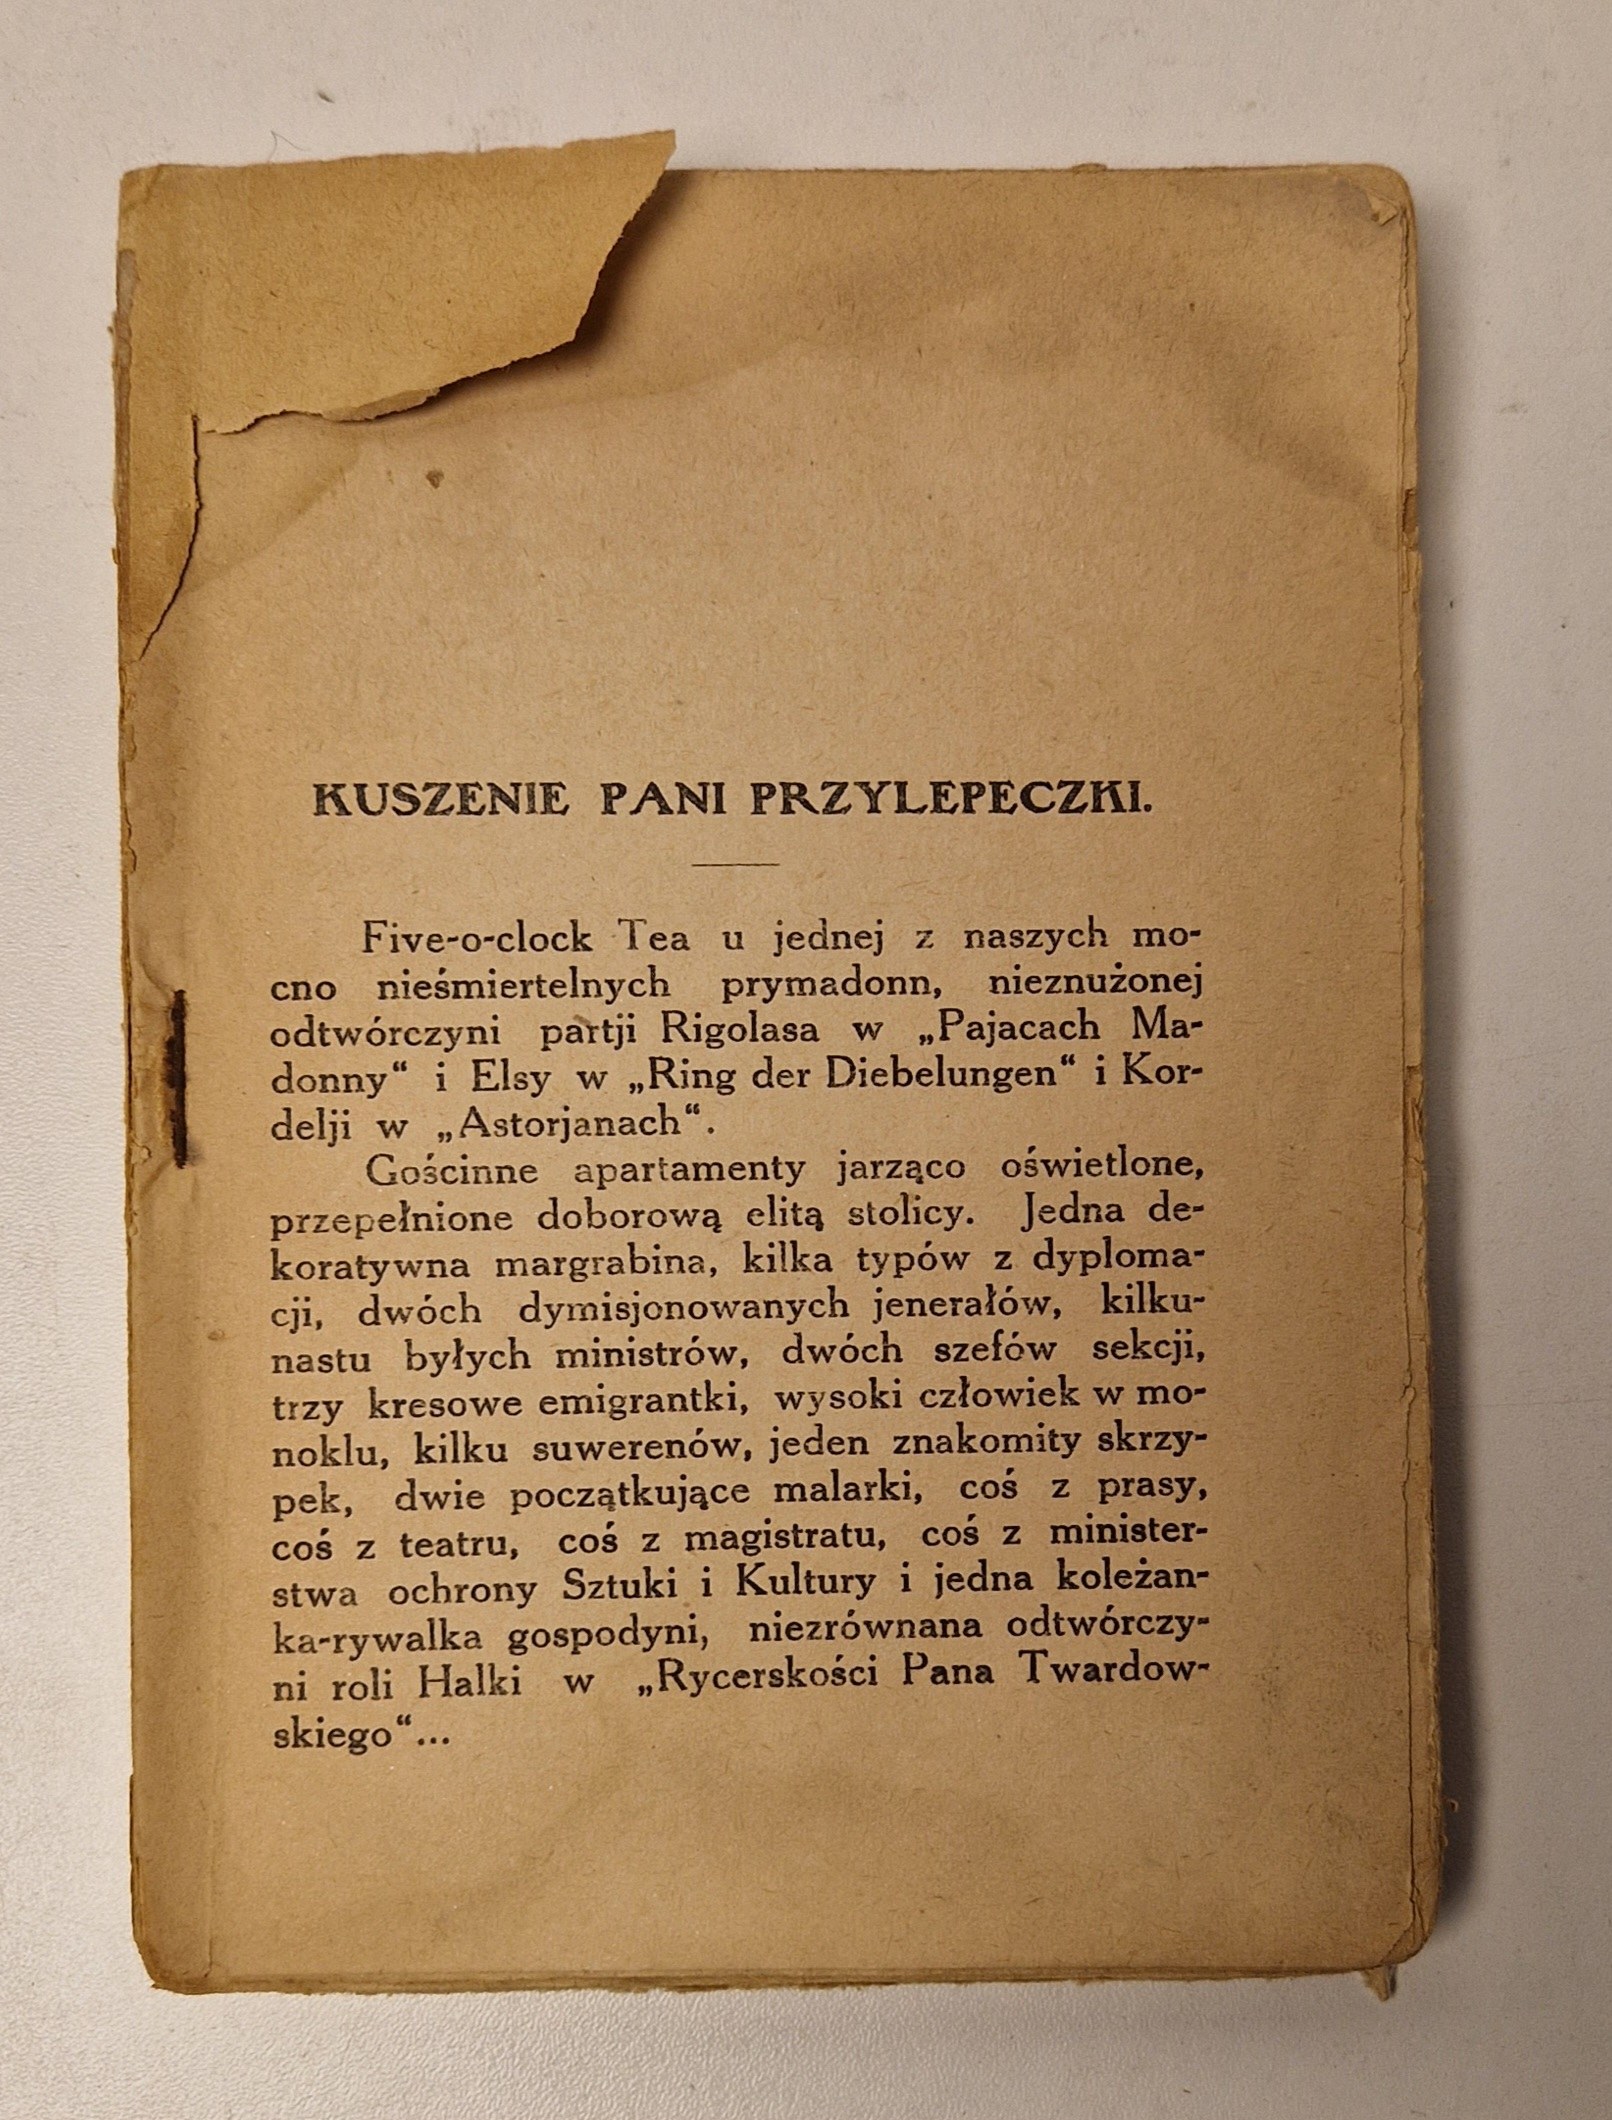 KUSZENIE PANI PRZYLEPECZKI.
Five-o-clock Tea u jednej z naszych mo-
cno nieśmiertelnych prymadonn, nieznużonej
odtwórczyni partji Rigolasa w „Pajacach Ma-
donny“ i Elsy w „Ring der Diebelungen“ i Kor-
delji w „Astorjanach“.
Gościnne apartamenty jarząco oświetlone,
przepełnione doborową elitą stolicy. Jedna de-
koratywna margrabina, kilka typów z dyploma-
cji, dwóch dymisjonowanych jenerałów, kilku-
nastu byłych ministrów, dwóch szefów sekcji,
trzy kresowe emigrantki, wysoki człowiek w mo-
noklu, kilku suwerenów, jeden znakomity skrzy-
pek, dwie początkujące malarki, coś z prasy,
coś z teatru, coś z magistratu, coś z minister-
stwa ochrony Sztuki i Kultury i jedna koleżan-
ka-rywalka gospodyni, niezrównana odtwórczy-
ni roli Halki w „Rycerskości Pana Twardow-
skiego“...